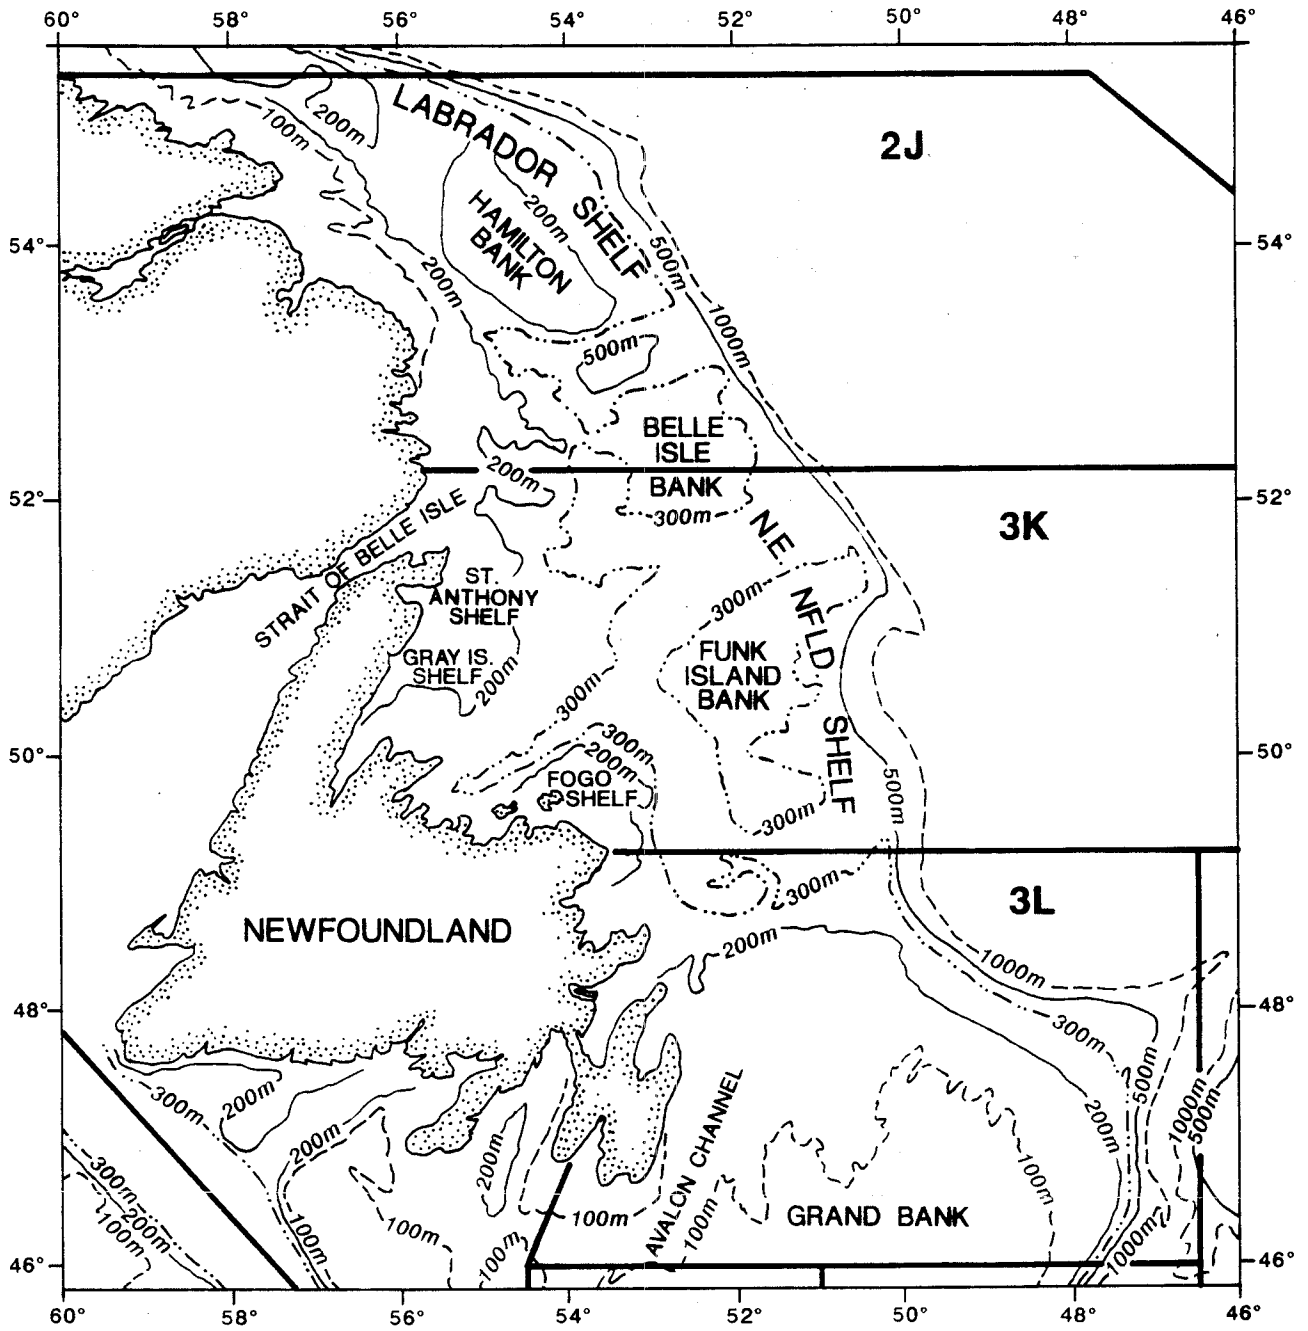 60° 58° 56° 54° 52° 50° 48° 46°
LABRADOR SHELF
2J
100m
200m
200m
HAMILTON
BANK
54°
54°
200m
500m
1000m
500m
BELLE
ISLE
BANK
300m
200m
52°
52°
STRAIT OF BELLE ISLE
N.E NFLD SHELF
3K
ST.
ANTHONY
SHELF
300m
GRAY IS.
SHELF
200m
FUNK
ISLAND
BANK
300m
50°
50°
300m
200m
FOGO
SHELF
500m
300m
300m
3L
NEWFOUNDLAND
200m
1000m
48°
48°
300m
500m
300m
200m
200m
200m
1000m
500m
200m
AVALON CHANNEL
300m
200m
100m
100m
100m
100m
100m
100m
100m
GRAND BANK
1000m
46°
46°
60° 58° 56° 54° 52° 50° 48° 46°